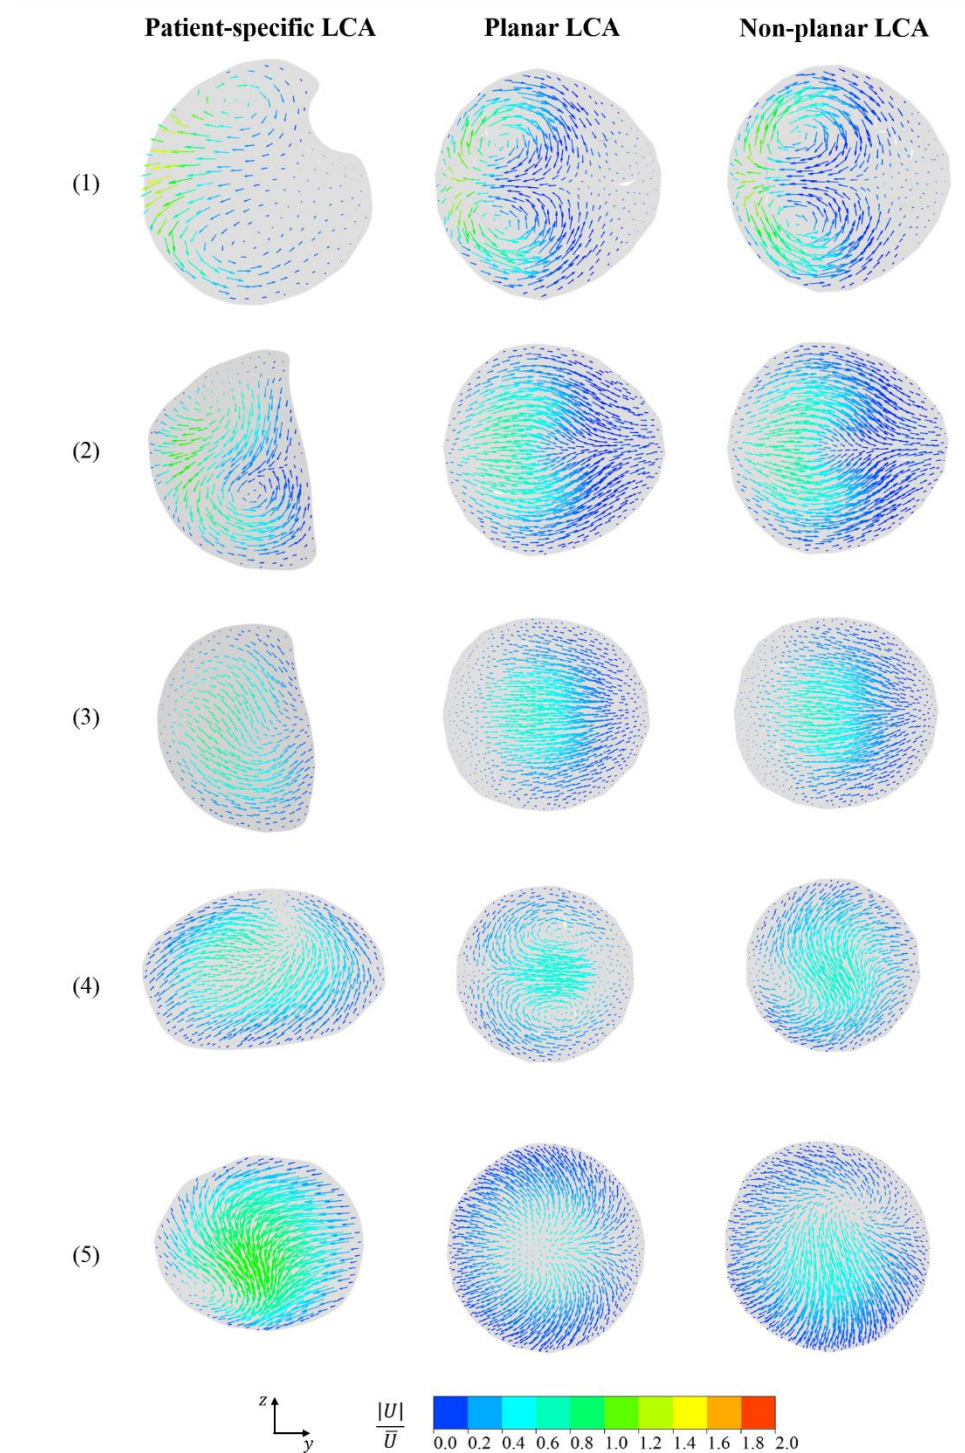 Patient-specific LCA Planar LCA Non-planar LCA
(1)
(2)
(3)
(4)
(5)
z
y
|U|
U̅
0.0 0.2 0.4 0.6 0.8 1.0 1.2 1.4 1.6 1.8 2.0